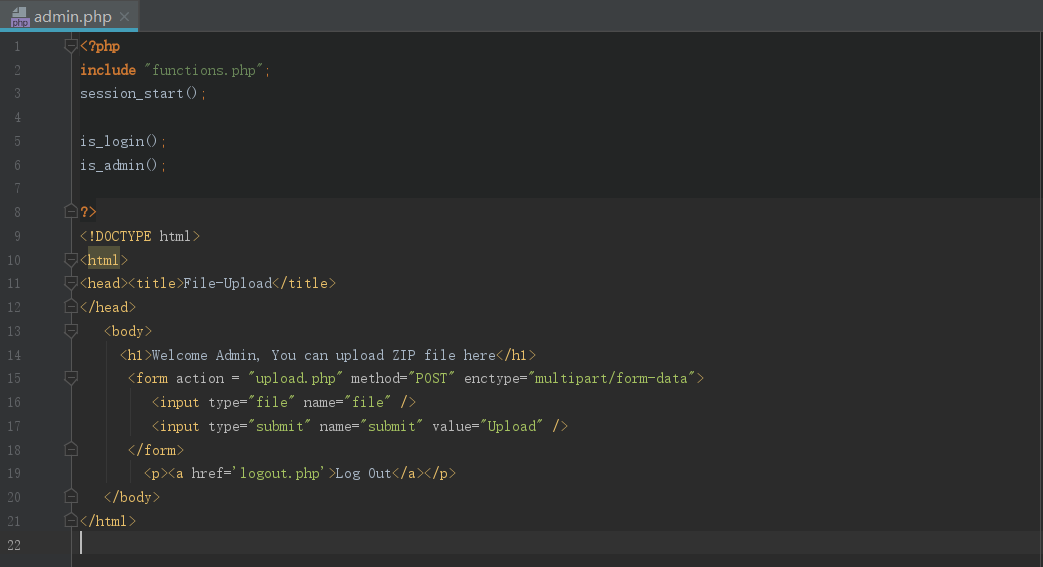 php admin.php ×
1 <?php
2 include "functions.php";
3 session_start();
4
5 is_login();
6 is_admin();
7
8 ?>
9 <!DOCTYPE html>
10 <html>
11 <head><title>File-Upload</title>
12 </head>
13 <body>
14 <h1>Welcome Admin, You can upload ZIP file here</h1>
15 <form action = "upload.php" method="POST" enctype="multipart/form-data">
16 <input type="file" name="file" />
17 <input type="submit" name="submit" value="Upload" />
18 </form>
19 <p><a href='logout.php'>Log Out</a></p>
20 </body>
21 </html>
22